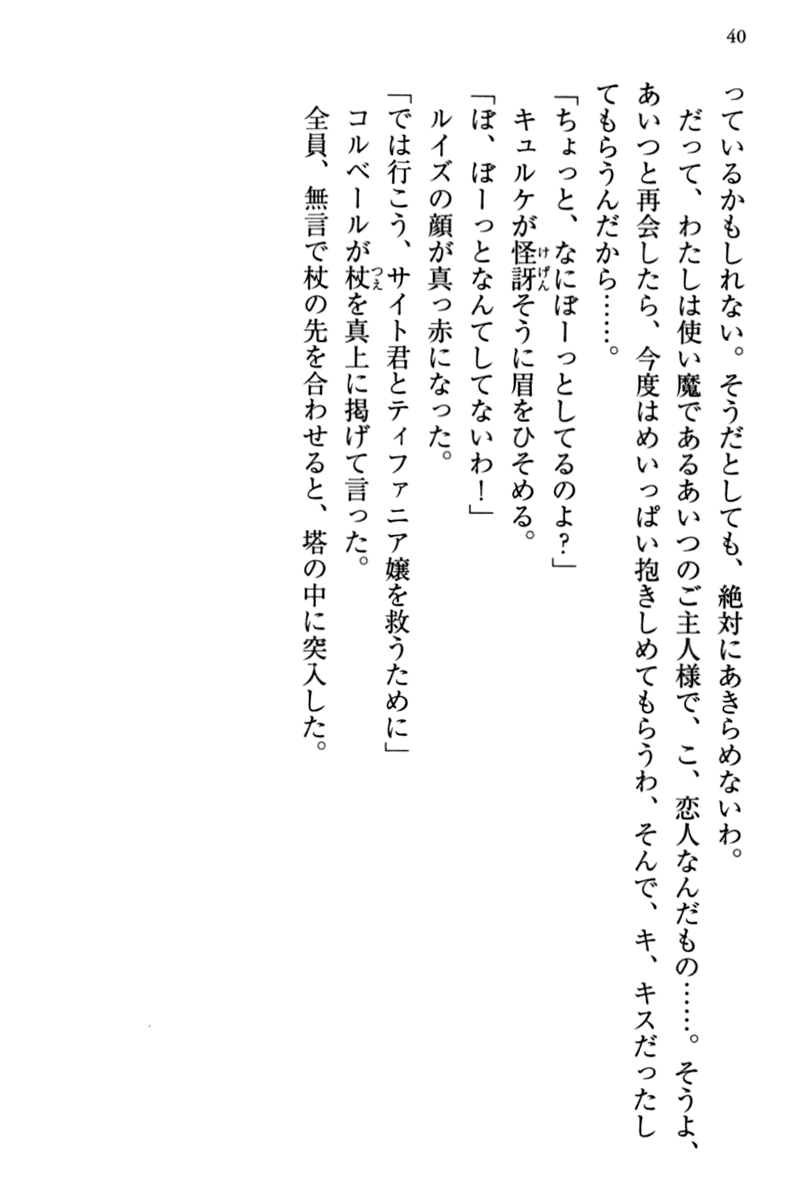 40
っているかもしれない。そうだとしても、絶対にあきらめないわ。
だって、わたしは使い魔であるあいつのご主人様で、こ、恋人なんだもの……。そうよ、
あいつと再会したら、今度はめいっぱい抱きしめてもらうわ、そんで、キ、キスだったし
てもらうんだから……。
「ちょっと、なにぼーっとしてるのよ？」
キュルケが怪訝そうに眉をひそめる。
「ぼ、ぼーっとなんてしてないわ！」
ルイズの顔が真っ赤になった。
「では行こう、サイト君とティファニア嬢を救うために」
コルベールが杖を真上に掲げて言った。
全員、無言で杖の先を合わせると、塔の中に突入した。